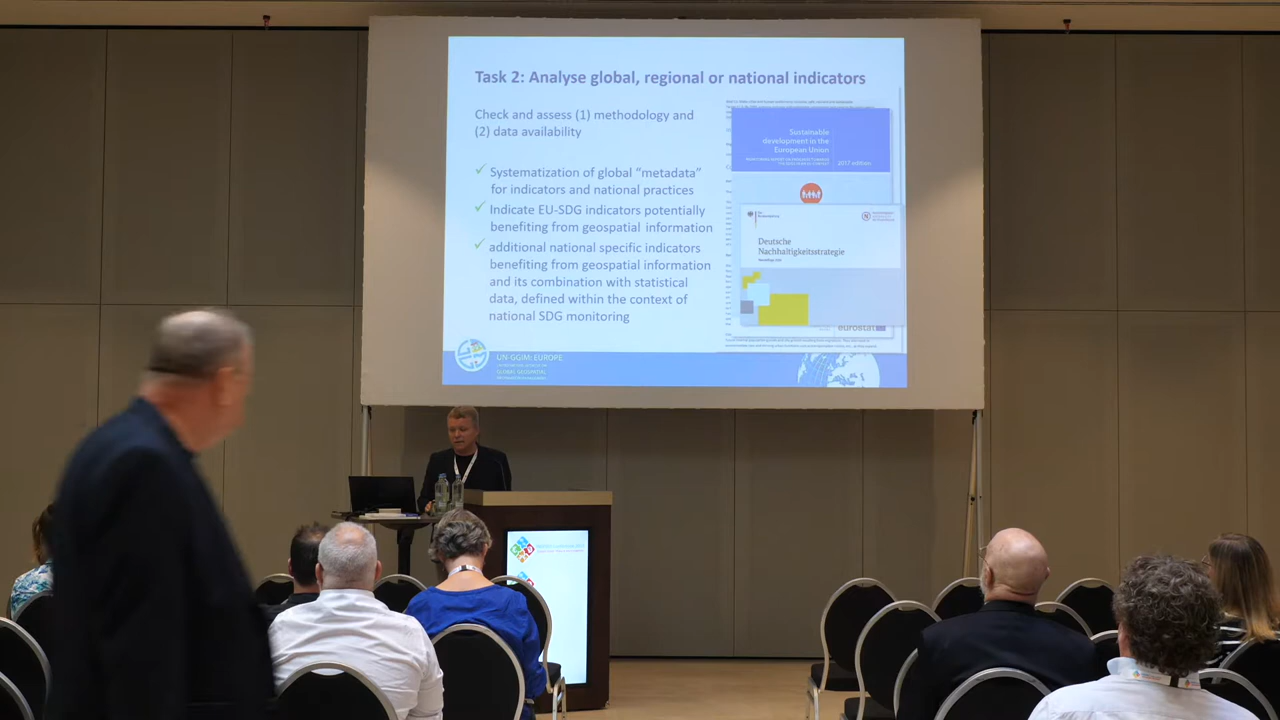 Task 2: Analyse global, regional or national indicators
Check and assess (1) methodology and
(2) data availability
Systematization of global “metadata”
for indicators and national practices
Indicate EU-SDG indicators potentially
benefiting from geospatial information
additional national specific indicators
benefiting from geospatial information
and its combination with statistical
data, defined within the context of
national SDG monitoring
Sustainable
development in the
European Union
2017 edition
Deutsche
Nachhaltigkeitsstrategie
eurostat
UN-GGIM: EUROPE
GLOBAL GEOSPATIAL